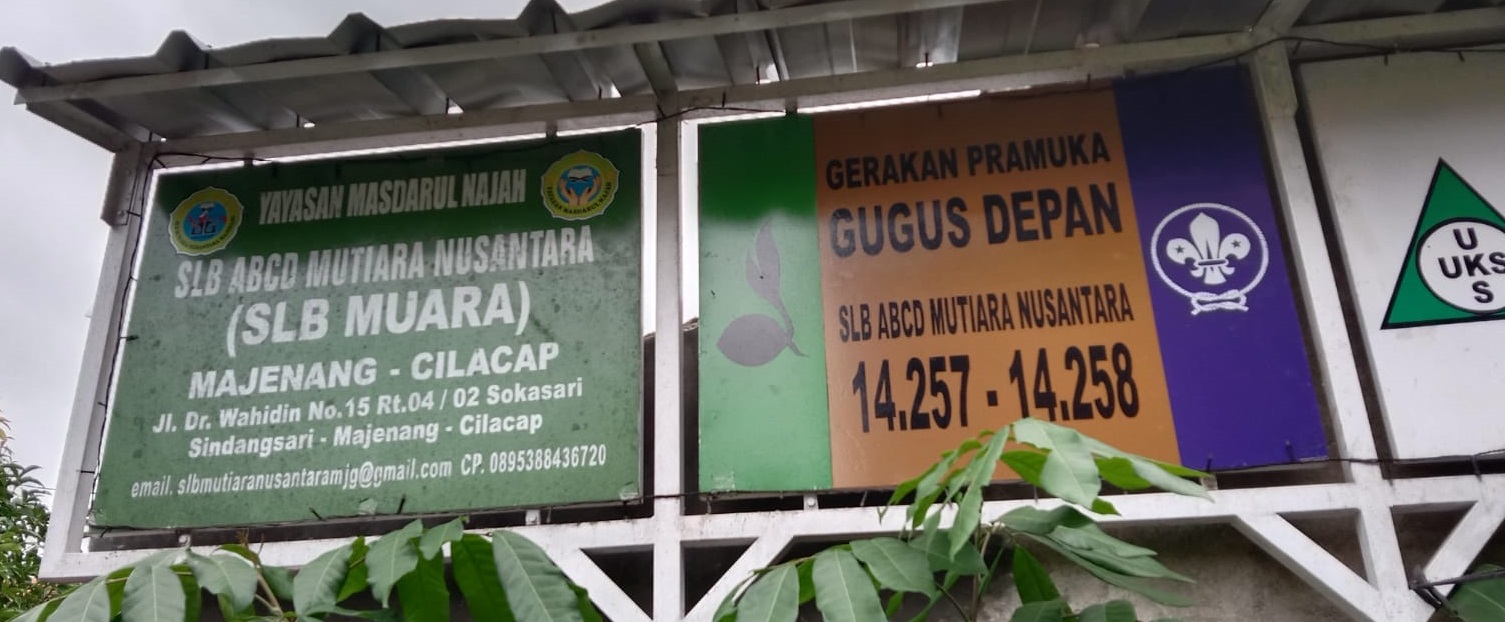 YAYASAN MASDARUL NAJAH
SLB ABCD MUTIARA NUSANTARA
(SLB MUARA)
MAJENANG - CILACAP
Jl. Dr. Wahidin No.15 Rt.04 / 02 Sokasari
Sindangsari - Majenang - Cilacap
email. slbmutiaranusantaramjg@gmail.com CP. 0895388436720
GERAKAN PRAMUKA
GUGUS DEPAN
SLB ABCD MUTIARA NUSANTARA
14.257 - 14.258
U
UKS
S